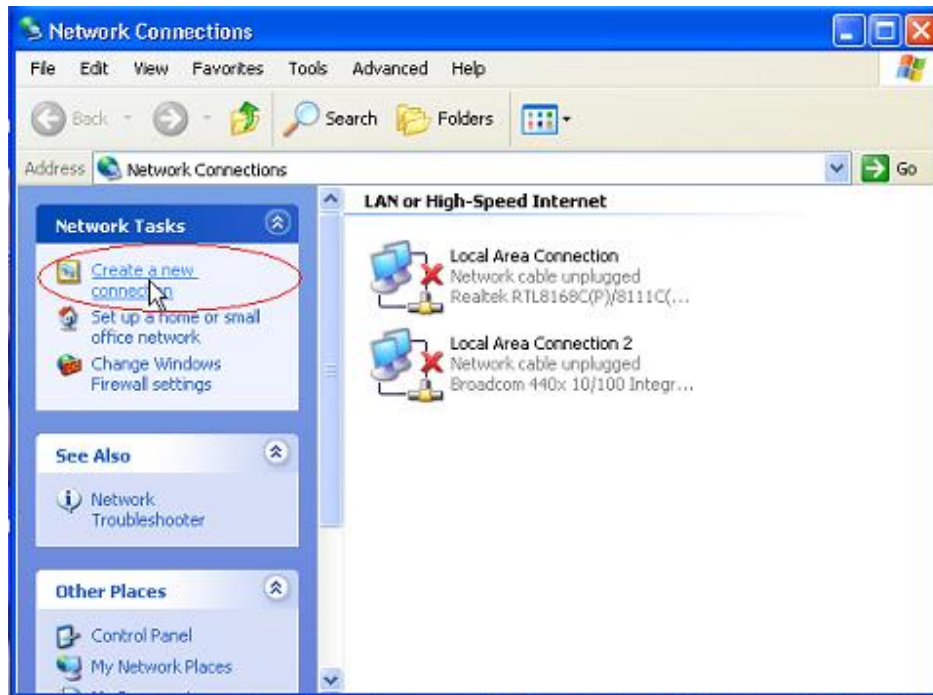 Network Connections
File Edit View Favorites Tools Advanced Help
Back Search Folders
Address Network Connections Go
Network Tasks
Create a new
connection
Set up a home or small
office network
Change Windows
Firewall settings
See Also
Network
Troubleshooter
Other Places
Control Panel
My Network Places
LAN or High-Speed Internet
Local Area Connection
Network cable unplugged
Realtek RTL8168C(P)/8111C(...
Local Area Connection 2
Network cable unplugged
Broadcom 440x 10/100 Integr...